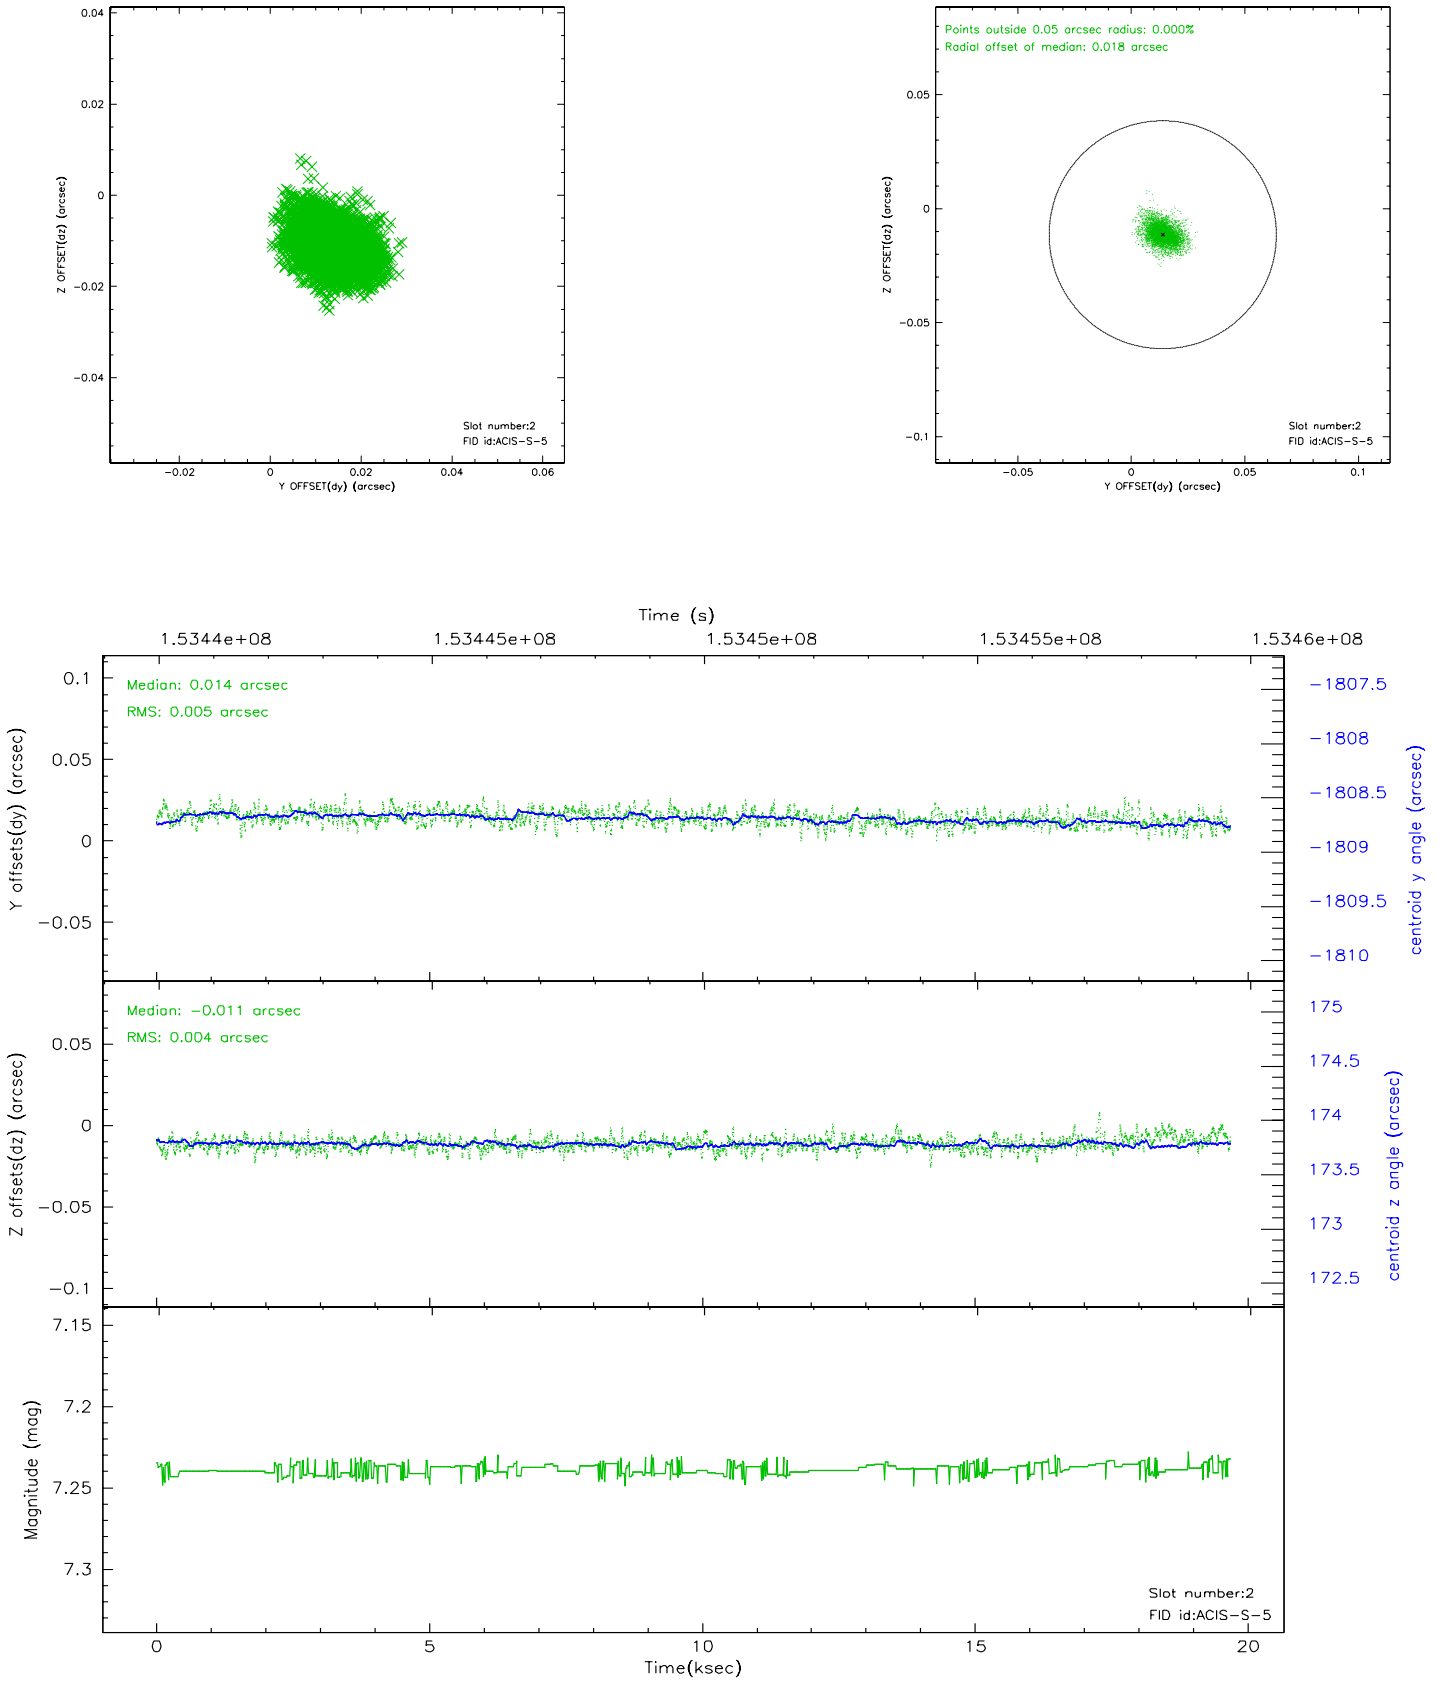 0.04
0.02
0
−0.02
−0.04
Z OFFSET(dz) (arcsec)
Slot number:2
FID id:ACIS−S−5
−0.02 0 0.02 0.04 0.06
Y OFFSET(dy) (arcsec)
Points outside 0.05 arcsec radius: 0.000%
Radial offset of median: 0.018 arcsec
0.05
0
−0.05
−0.1
Z OFFSET(dz) (arcsec)
Slot number:2
FID id:ACIS−S−5
−0.05 0 0.05 0.1
Y OFFSET(dy) (arcsec)
Time (s)
1.5344e+08 1.53445e+08 1.5345e+08 1.53455e+08 1.5346e+08
Median: 0.014 arcsec
RMS: 0.005 arcsec
0.1
0.05
0
−0.05
Y offsets(dy) (arcsec)
−1807.5
−1808
−1808.5
−1809
−1809.5
−1810
centroid y angle (arcsec)
Median: −0.011 arcsec
RMS: 0.004 arcsec
0.05
0
−0.05
−0.1
Z offsets(dz) (arcsec)
175
174.5
174
173.5
173
172.5
centroid z angle (arcsec)
7.15
7.2
7.25
7.3
Magnitude (mag)
Slot number:2
FID id:ACIS−S−5
0 5 10 15 20
Time(ksec)